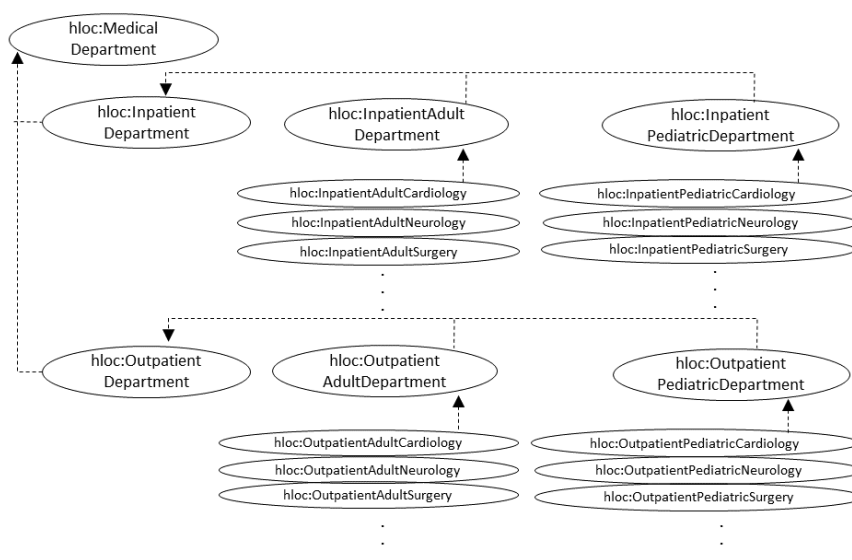 hloc:Medical
Department
hloc:Inpatient
Department
hloc:InpatientAdult
Department
hloc:Inpatient
PediatricDepartment
hloc:InpatientAdultCardiology
hloc:InpatientAdultNeurology
hloc:InpatientAdultSurgery
hloc:InpatientPediatricCardiology
hloc:InpatientPediatricNeurology
hloc:InpatientPediatricSurgery
hloc:Outpatient
Department
hloc:Outpatient
AdultDepartment
hloc:Outpatient
PediatricDepartment
hloc:OutpatientAdultCardiology
hloc:OutpatientAdultNeurology
hloc:OutpatientAdultSurgery
hloc:OutpatientPediatricCardiology
hloc:OutpatientPediatricNeurology
hloc:OutpatientPediatricSurgery